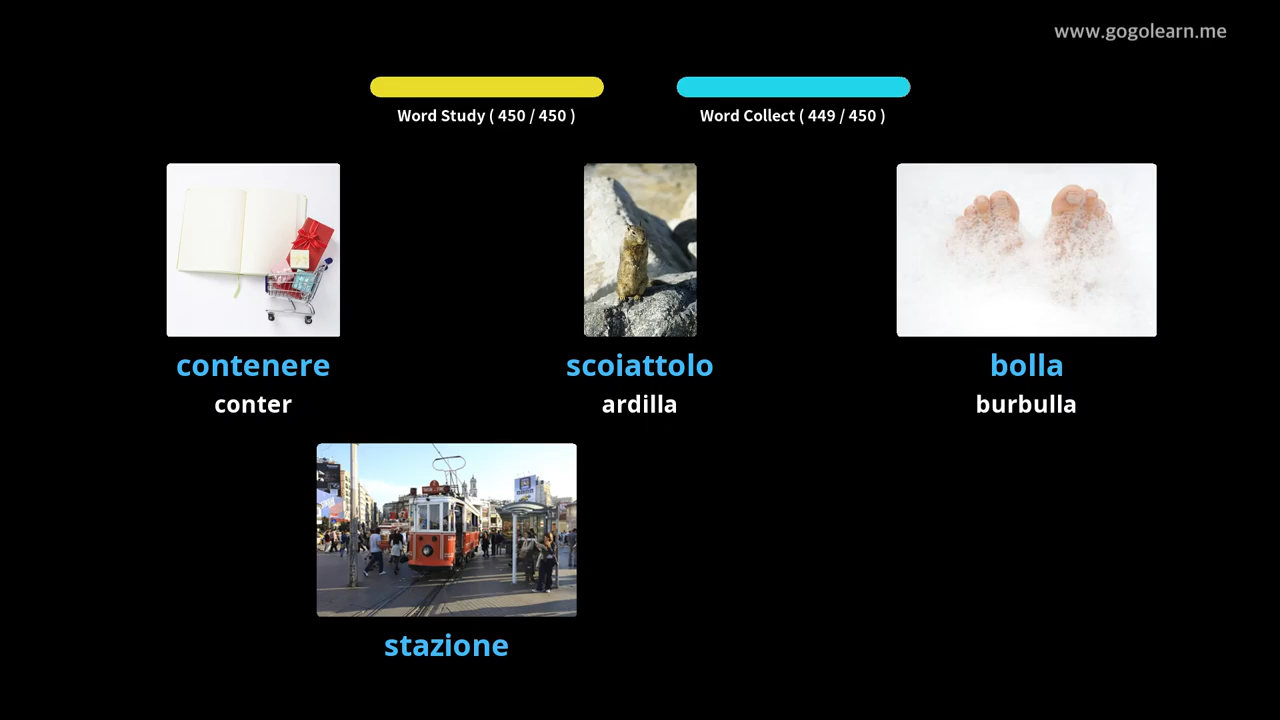 www.gogolearn.me
Word Study ( 450 / 450 )
Word Collect ( 449 / 450 )
contenere
conter
scoiattolo
ardilla
bolla
burbulla
stazione